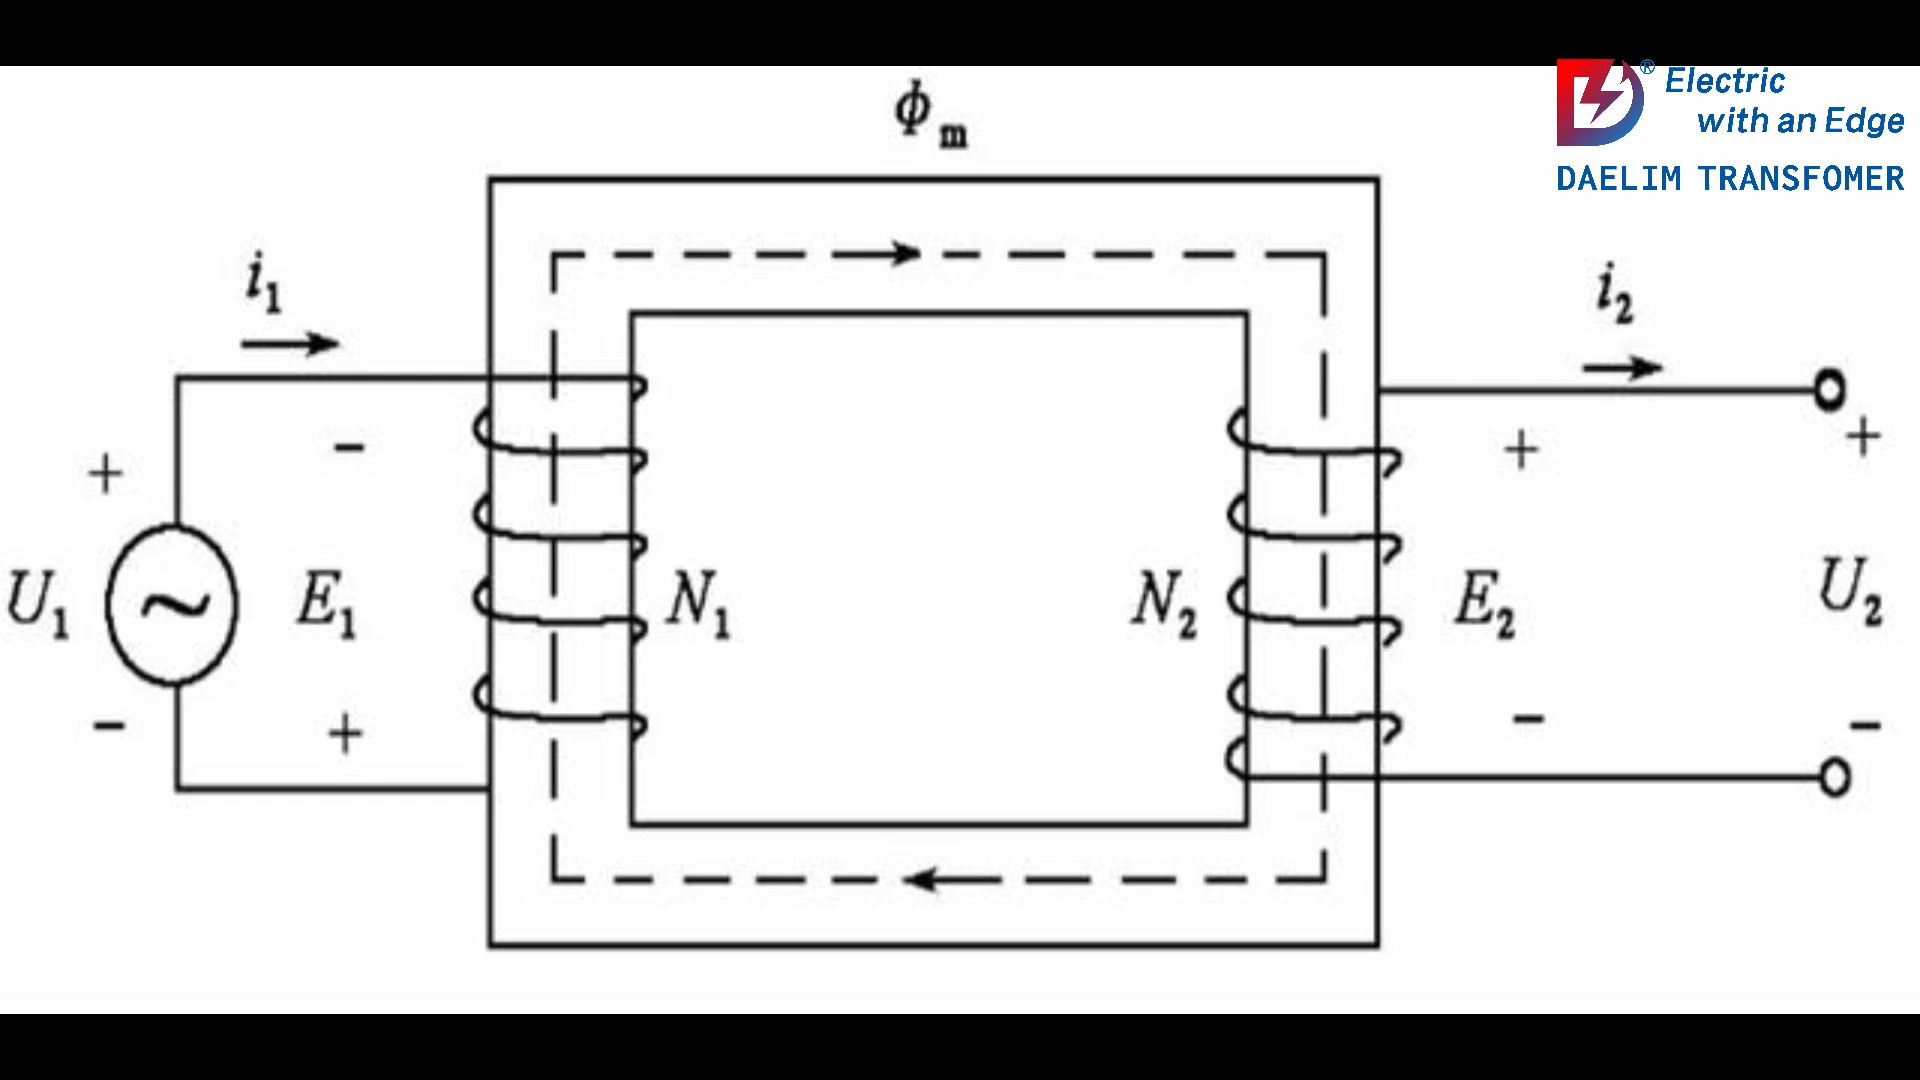 ϕm
® Electric
with an Edge
DAELIM TRANSFOMER
i1
i2
+
−
+
+
U1
~
E1
N1
N2
E2
U2
−
+
−
−